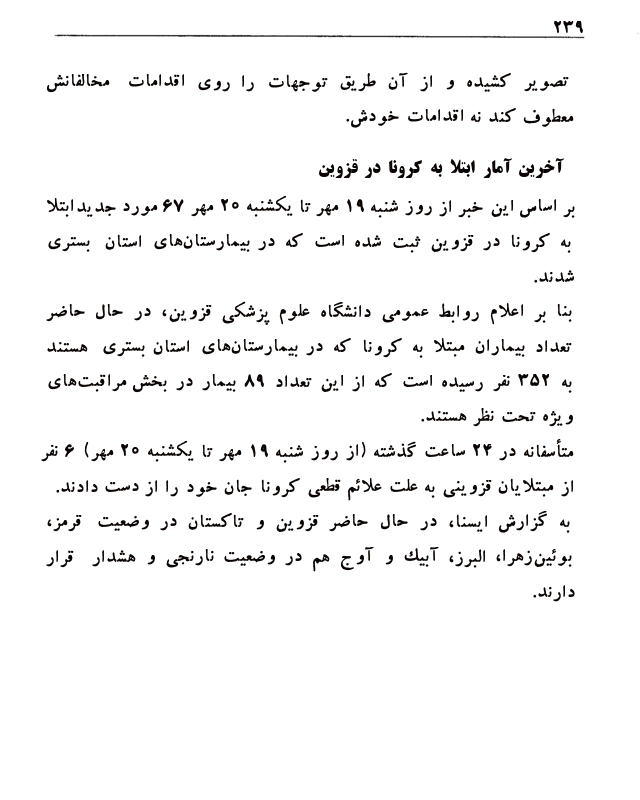 ۲۳۹
تصویر کشیده و از آن طریق توجهات را روی اقدامات مخالفانش
معطوف کند نه اقدامات خودش.
آخرین آمار ابتلا به کرونا در قزوین
بر اساس این خبر از روز شنبه ۱۹ مهر تا یکشنبه ۲۰ مهر ۶۷ مورد جدید ابتلا
به کرونا در قزوین ثبت شده است که در بیمارستان‌های استان بستری
شدند.
بنا بر اعلام روابط عمومی دانشگاه علوم پزشکی قزوین، در حال حاضر
تعداد بیماران مبتلا به کرونا که در بیمارستان‌های استان بستری هستند
به ۳۵۲ نفر رسیده است که از این تعداد ۸۹ بیمار در بخش مراقبت‌های
ویژه تحت نظر هستند.
متأسفانه در ۲۴ ساعت گذشته (از روز شنبه ۱۹ مهر تا یکشنبه ۲۰ مهر) ۶ نفر
از مبتلایان قزوینی به علت علائم قطعی کرونا جان خود را از دست دادند.
به گزارش ایسنا، در حال حاضر قزوین و تاکستان در وضعیت قرمز،
بوئین‌زهرا، البرز، آبیك و آوج هم در وضعیت نارنجی و هشدار قرار
دارند.